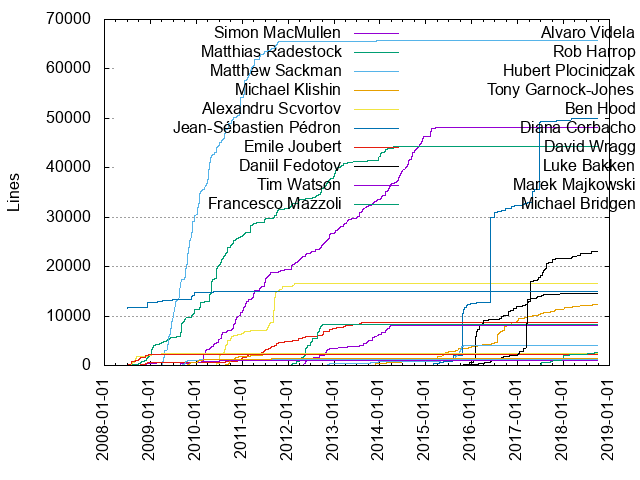 70000
60000
50000
40000
30000
20000
10000
0
Lines
Simon MacMullen
Matthias Radestock
Matthew Sackman
Michael Klishin
Alexandru Scvortov
Jean-Sébastien Pédron
Emile Joubert
Daniil Fedotov
Tim Watson
Francesco Mazzoli
Alvaro Videla
Rob Harrop
Hubert Plociniczak
Tony Garnock-Jones
Ben Hood
Diana Corbacho
David Wragg
Luke Bakken
Marek Majkowski
Michael Bridgen
2008-01-01
2009-01-01
2010-01-01
2011-01-01
2012-01-01
2013-01-01
2014-01-01
2015-01-01
2016-01-01
2017-01-01
2018-01-01
2019-01-01